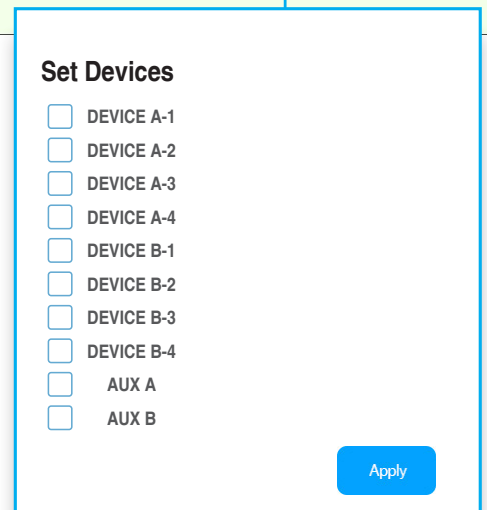 Set Devices
DEVICE A-1
DEVICE A-2
DEVICE A-3
DEVICE A-4
DEVICE B-1
DEVICE B-2
DEVICE B-3
DEVICE B-4
AUX A
AUX B
Apply